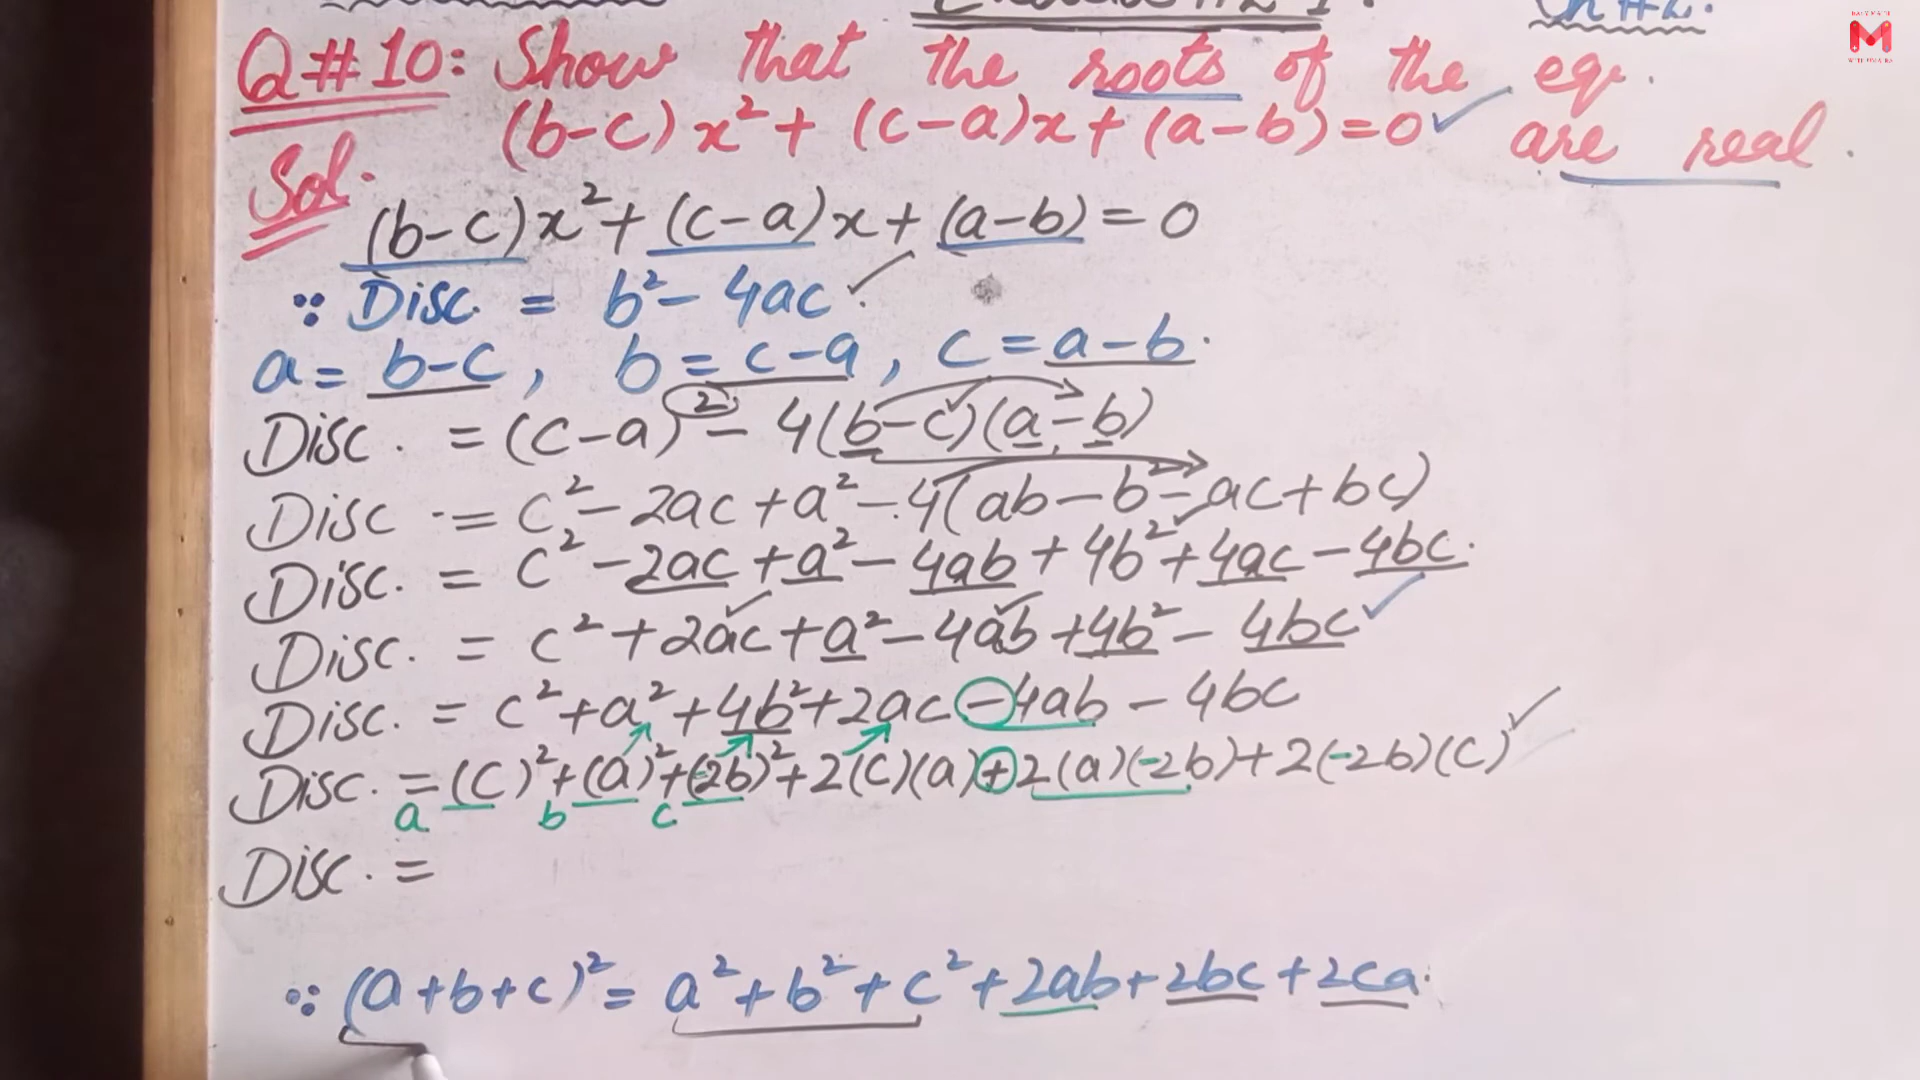 Q#10: Show that the roots of the eq.
(b-c)x²+(c-a)x+(a-b)=0 are real.
Sol.
(b-c)x²+(c-a)x+(a-b)=0
∵ Disc. = b²-4ac.
a=b-c, b=c-a, c=a-b.
Disc. =(c-a)²-4(b-c)(a-b)
Disc. = c²-2ac+a²-4(ab-b²-ac+bc)
Disc. = c²-2ac+a²-4ab+4b²+4ac-4bc.
Disc. = c²+2ac+a²-4ab+4b²-4bc
Disc. = c²+a²+4b²+2ac-4ab-4bc
Disc. =(c)²+(a)²+(-2b)²+2(c)(a)+2(a)(-2b)+2(-2b)(c)
a b c
Disc. =
∵ (a+b+c)²=a²+b²+c²+2ab+2bc+2ca.